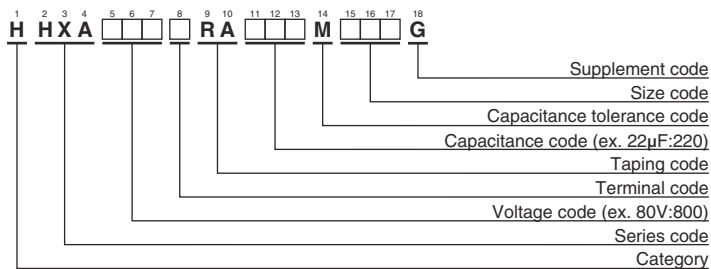 1 2 3 4 5 6 7 8 9 10 11 12 13 14 15 16 17 18
H HXA □□□ □ RA □□□ M □□□ G
Supplement code
Size code
Capacitance tolerance code
Capacitance code (ex. 22µF:220)
Taping code
Terminal code
Voltage code (ex. 80V:800)
Series code
Category